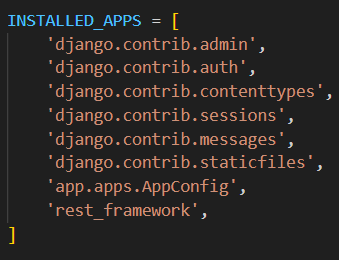 INSTALLED_APPS = [
    'django.contrib.admin',
    'django.contrib.auth',
    'django.contrib.contenttypes',
    'django.contrib.sessions',
    'django.contrib.messages',
    'django.contrib.staticfiles',
    'app.apps.AppConfig',
    'rest_framework',
]